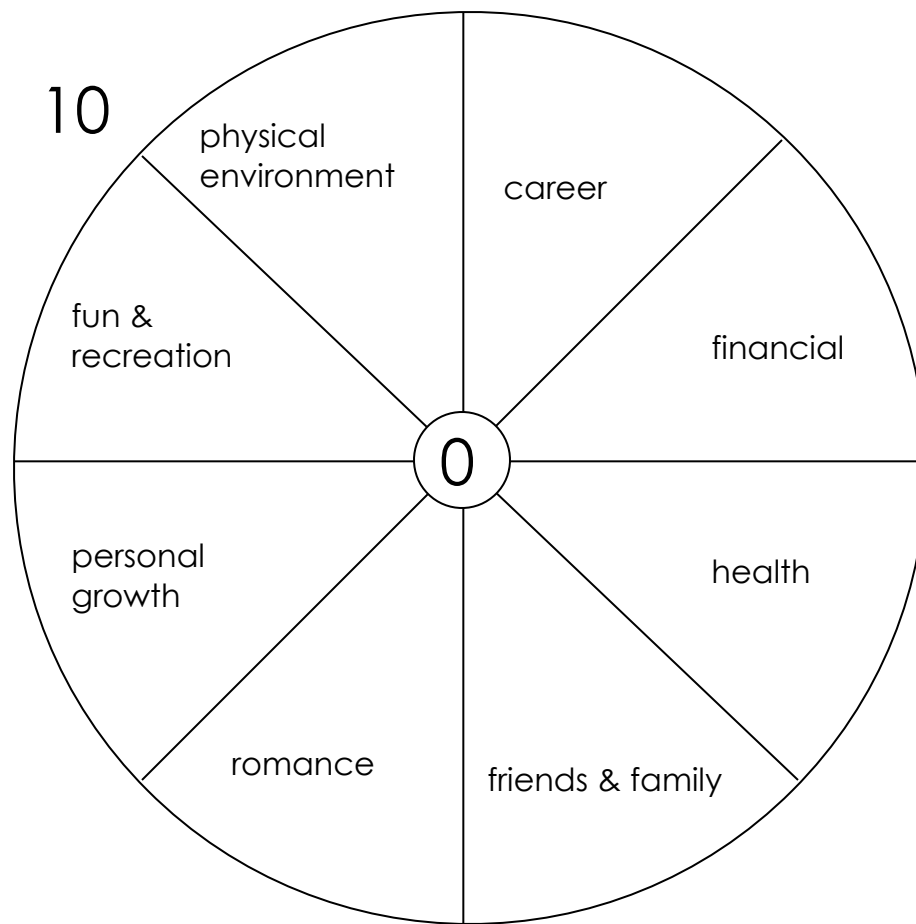 10
physical
environment
career
fun &
recreation
financial
0
personal
growth
health
romance
friends & family